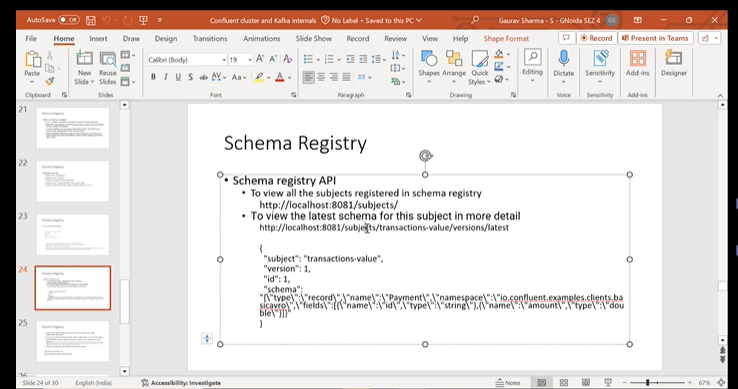 AutoSave Off
Confluent cluster and Kafka internals
No Label • Saved to this PC
Gaurav Sharma - S - GNoida SEZ 4
GS
File Home Insert Draw Design Transitions Animations Slide Show Record Review View Help Shape Format
Record
Present in Teams
Calibri (Body) 19
Paste
New Slide
Reuse Slides
Shapes Arrange Quick Styles
Editing
Dictate
Sensitivity
Add-ins
Designer
Clipboard Slides Font Paragraph Drawing Voice Sensitivity Add-ins
21
22
23
24
25
Schema Registry
• Schema registry API
• To view all the subjects registered in schema registry
http://localhost:8081/subjects/
• To view the latest schema for this subject in more detail
http://localhost:8081/subjects/transactions-value/versions/latest
{
"subject": "transactions-value",
"version": 1,
"id": 1,
"schema":
"{\"type\":\"record\",\"name\":\"Payment\",\"namespace\":\"io.confluent.examples.clients.ba
sicavro\",\"fields\":[{\"name\":\"id\",\"type\":\"string\"},{\"name\":\"amount\",\"type\":\"dou
ble\"}]}"
}
Slide 24 of 30
English (India)
Accessibility: Investigate
Notes
67%